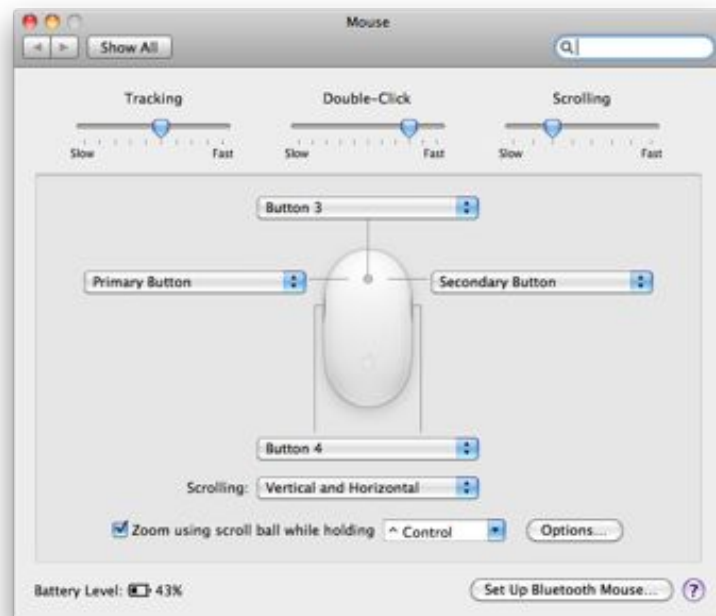 Mouse
Show All
Tracking Double-Click Scrolling
Slow Fast Slow Fast Slow Fast
Button 3
Primary Button Secondary Button
Button 4
Scrolling: Vertical and Horizontal
Zoom using scroll ball while holding ^ Control Options...
Battery Level: 43% Set Up Bluetooth Mouse... ?